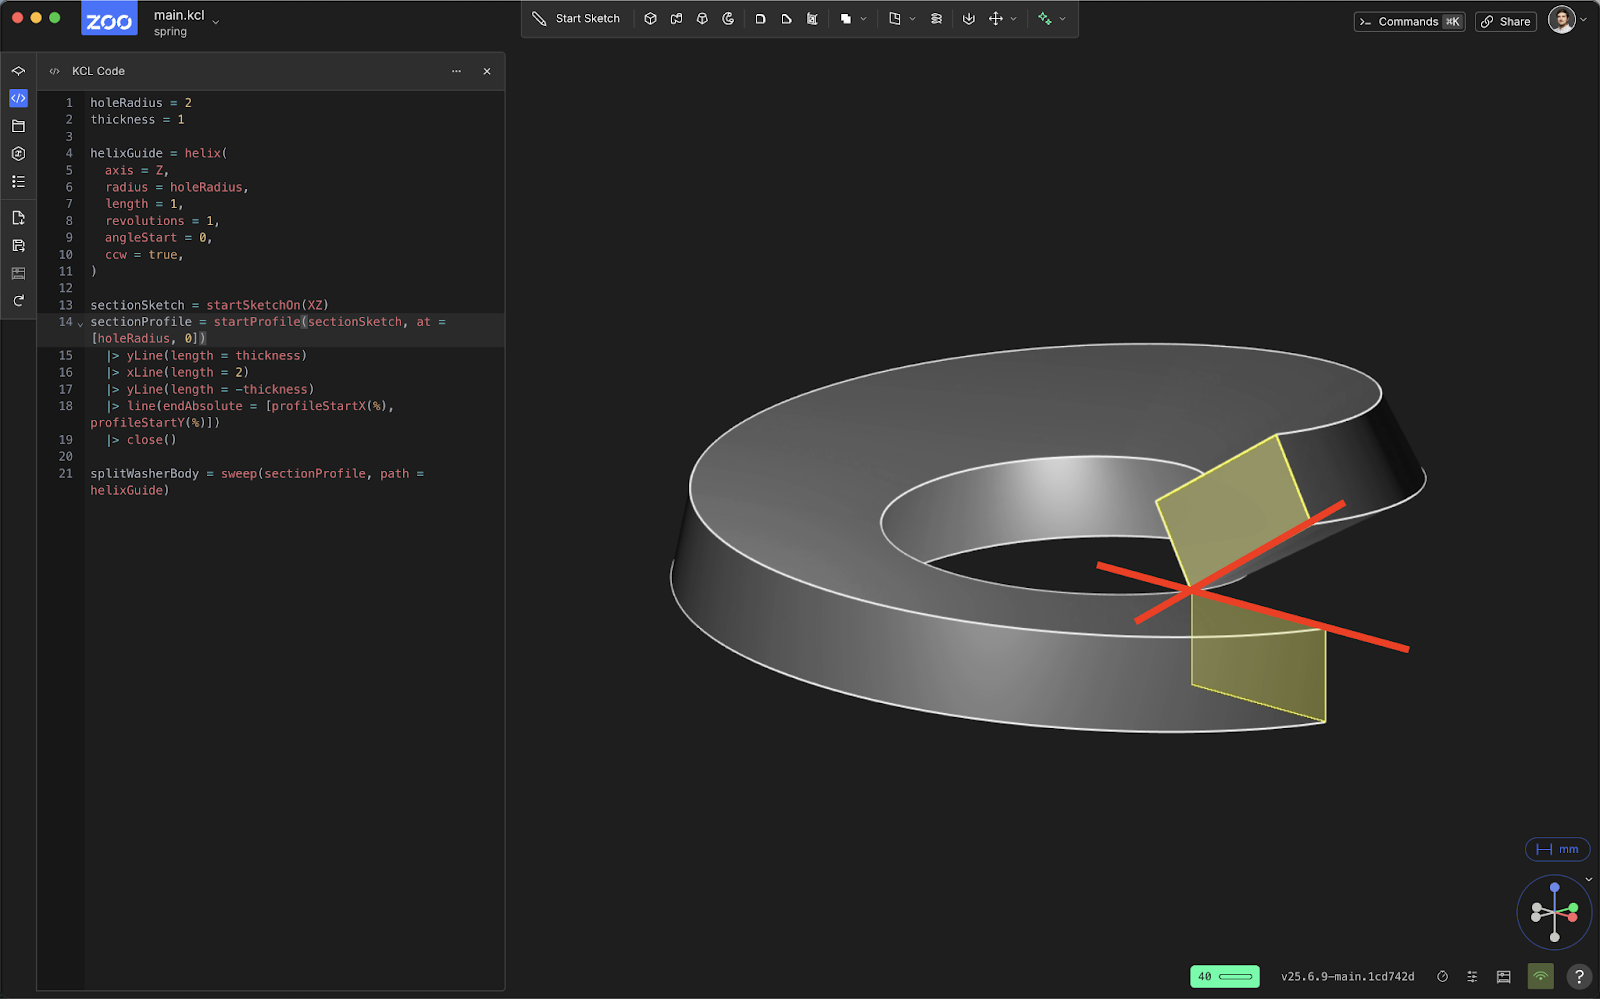 ZOO
main.kcl
spring
Start Sketch
Commands ⌘K
Share
KCL Code
1 holeRadius = 2
2 thickness = 1
3
4 helixGuide = helix(
5 axis = Z,
6 radius = holeRadius,
7 length = 1,
8 revolutions = 1,
9 angleStart = 0,
10 ccw = true,
11 )
12
13 sectionSketch = startSketchOn(XZ)
14 sectionProfile = startProfile(sectionSketch, at =
[holeRadius, 0])
15 |> yLine(length = thickness)
16 |> xLine(length = 2)
17 |> yLine(length = -thickness)
18 |> line(endAbsolute = [profileStartX(%),
profileStartY(%)])
19 |> close()
20
21 splitWasherBody = sweep(sectionProfile, path =
helixGuide)
mm
40
v25.6.9-main.1cd742d
?